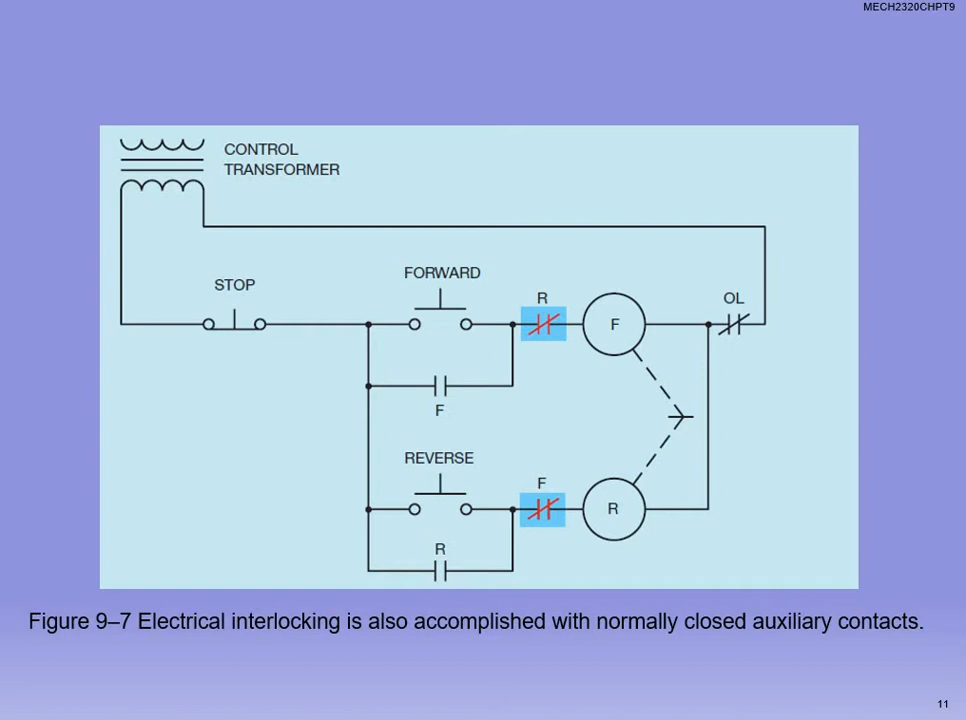 MECH2320CHPT9
CONTROL
TRANSFORMER
STOP
FORWARD
R
F
OL
F
REVERSE
F
R
R
Figure 9–7 Electrical interlocking is also accomplished with normally closed auxiliary contacts.
11